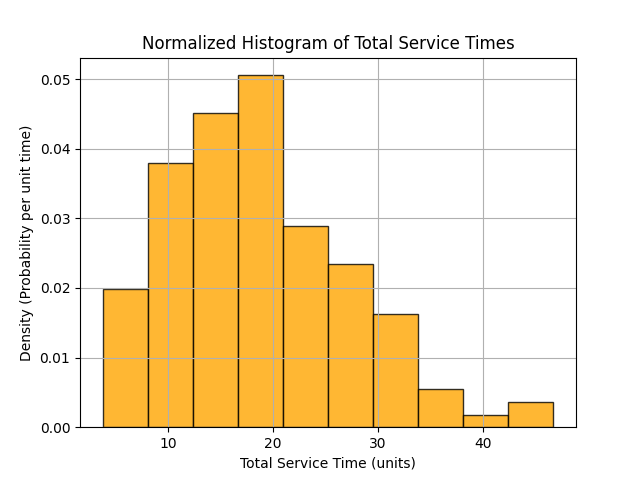 Normalized Histogram of Total Service Times
Density (Probability per unit time)
0.05
0.04
0.03
0.02
0.01
0.00
10 20 30 40
Total Service Time (units)